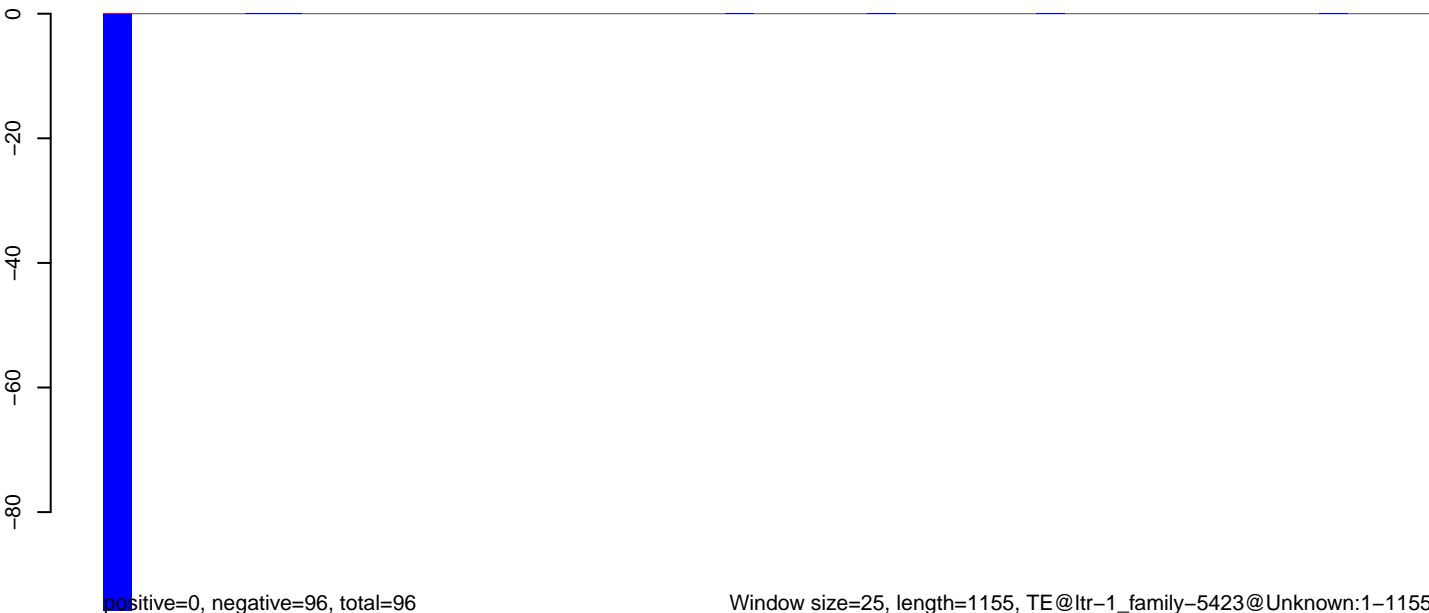 0
−20
−40
−60
−80
positive=0, negative=96, total=96
Window size=25, length=1155, TE@ltr−1_family−5423@Unknown:1−1155